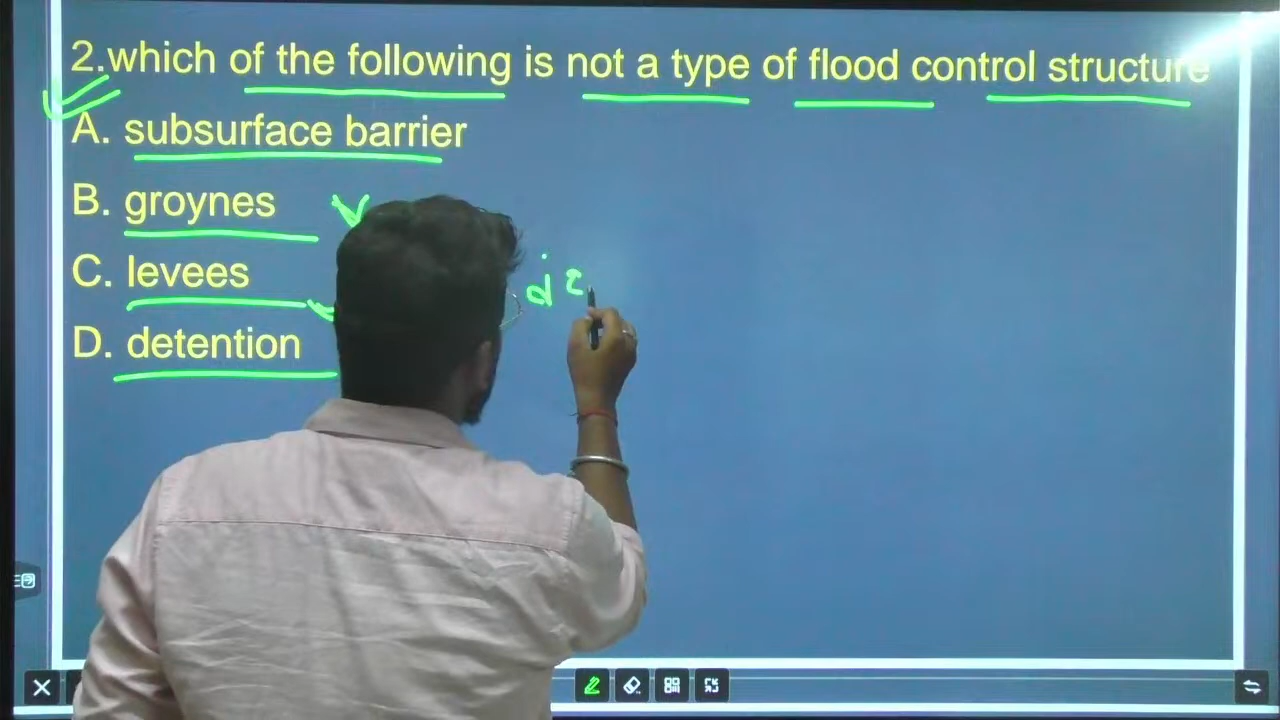 2.which of the following is not a type of flood control structure
A. subsurface barrier
B. groynes
C. levees
D. detention